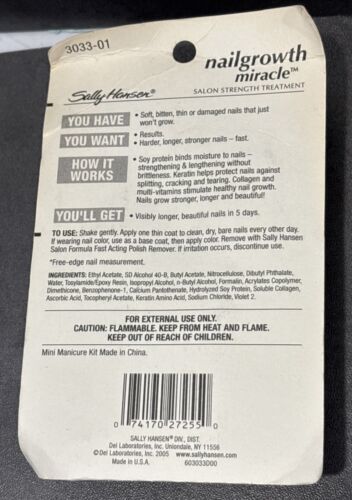 3033-01
nailgrowth
miracle™
SALON STRENGTH TREATMENT
Sally Hansen®
YOU HAVE
• Soft, bitten, thin or damaged nails that just
won't grow.
YOU WANT
• Results.
• Harder, longer, stronger nails – fast.
HOW IT
WORKS
• Soy protein binds moisture to nails –
strengthening & lengthening without
brittleness. Keratin helps protect nails against
splitting, cracking and tearing. Collagen and
multi-vitamins stimulate healthy nail growth.
Nails grow stronger, longer and beautiful!
YOU'LL GET
• Visibly longer, beautiful nails in 5 days.
TO USE: Shake gently. Apply one thin coat to clean, dry, bare nails every other day.
If wearing nail color, use as a base coat, then apply color. Remove with Sally Hansen
Salon Formula Fast Acting Polish Remover. If irritation occurs, discontinue use.
*Free-edge nail measurement.
INGREDIENTS: Ethyl Acetate, SD Alcohol 40-B, Butyl Acetate, Nitrocellulose, Dibutyl Phthalate,
Water, Tosylamide/Epoxy Resin, Isopropyl Alcohol, n-Butyl Alcohol, Formalin, Acrylates Copolymer,
Dimethicone, Benzophenone-1, Calcium Pantothenate, Hydrolyzed Soy Protein, Soluble Collagen,
Ascorbic Acid, Tocopheryl Acetate, Keratin Amino Acid, Sodium Chloride, Violet 2.
FOR EXTERNAL USE ONLY.
CAUTION: FLAMMABLE. KEEP FROM HEAT AND FLAME.
KEEP OUT OF REACH OF CHILDREN.
Mini Manicure Kit Made in China.
0 74170 27255 0
SALLY HANSEN® DIV., DIST.
Del Laboratories, Inc. Uniondale, NY 11556
© Del Laboratories, Inc. 2005 www.sallyhansen.com
Made in U.S.A. 603033D00